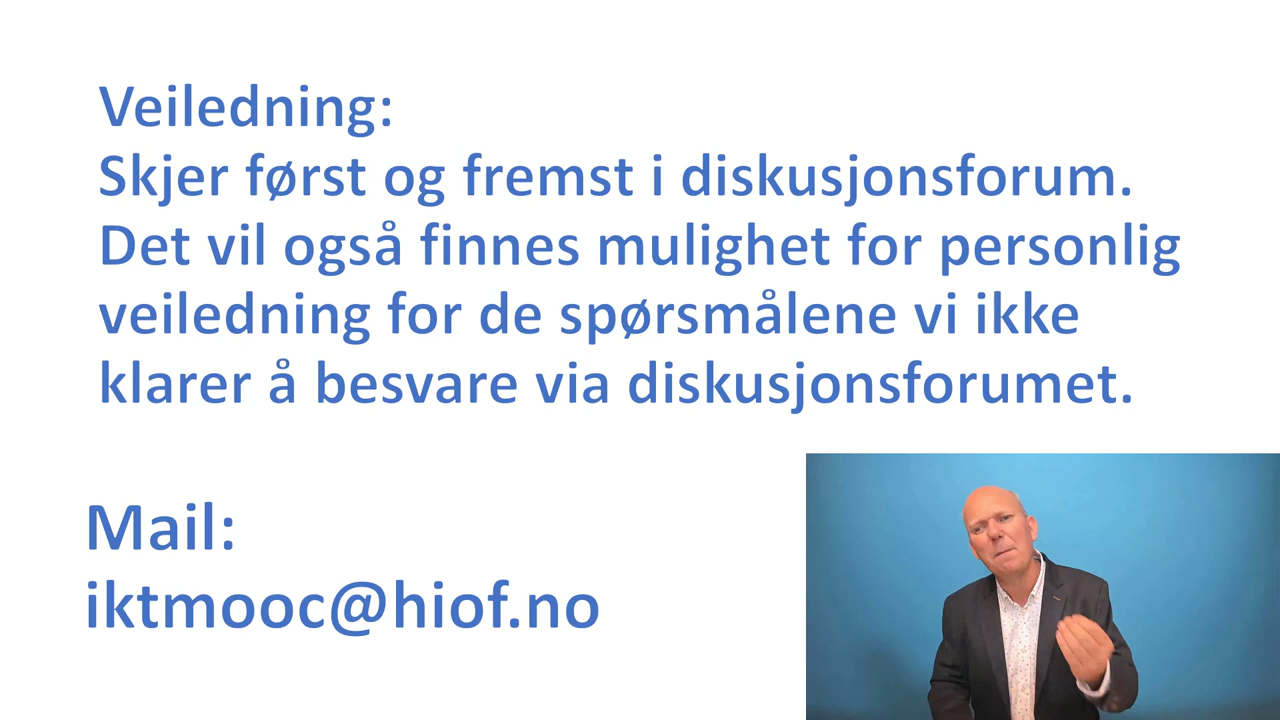 Veiledning:
Skjer først og fremst i diskusjonsforum.
Det vil også finnes mulighet for personlig
veiledning for de spørsmålene vi ikke
klarer å besvare via diskusjonsforumet.
Mail:
iktmooc@hiof.no